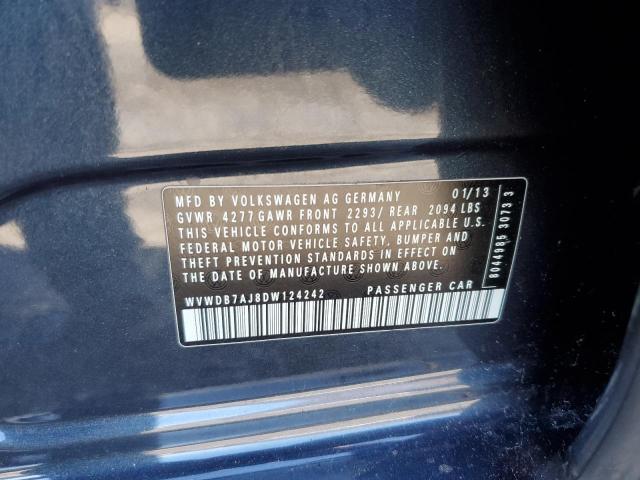 MFD BY VOLKSWAGEN AG GERMANY 01/13
GVWR 4277 GAWR FRONT 2293/ REAR 2094 LBS
THIS VEHICLE CONFORMS TO ALL APPLICABLE U.S.
FEDERAL MOTOR VEHICLE SAFETY, BUMPER AND
THEFT PREVENTION STANDARDS IN EFFECT ON
THE DATE OF MANUFACTURE SHOWN ABOVE.
WVWDB7AJ8DW124242 PASSENGER CAR
8044985 3073 3